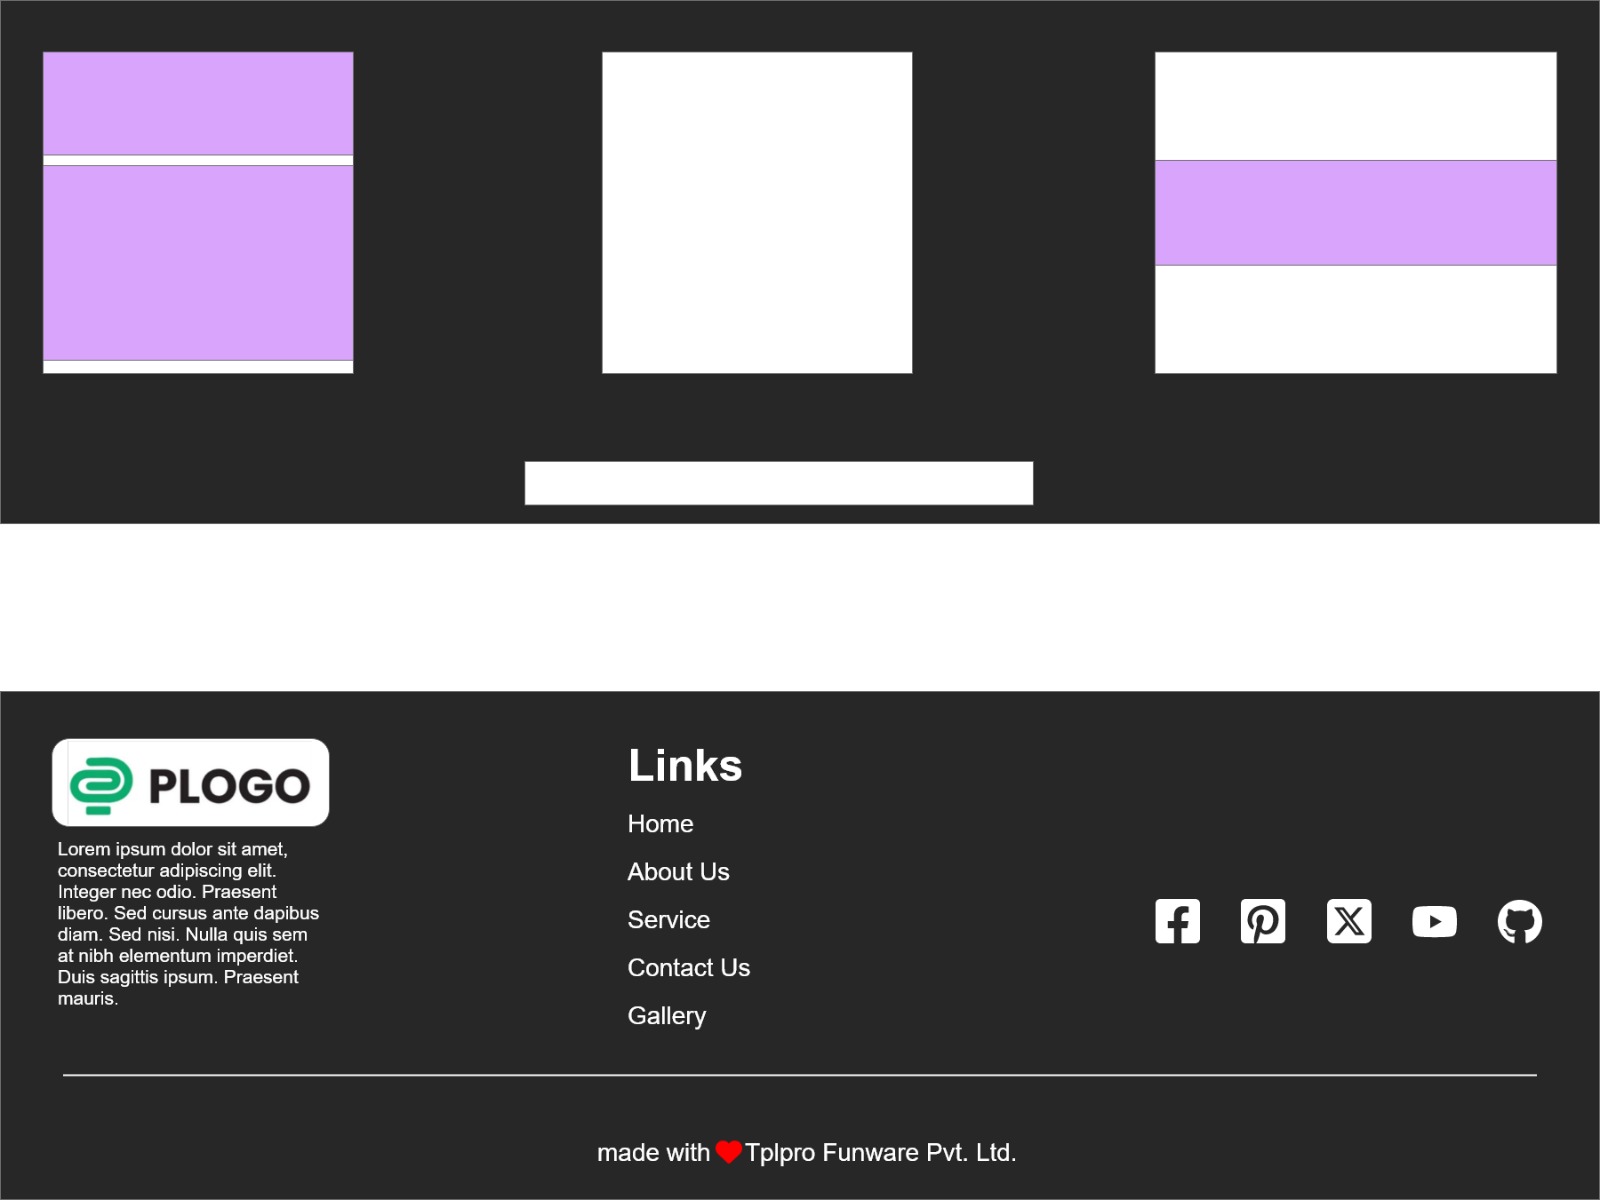 PLOGO
Lorem ipsum dolor sit amet,
consectetur adipiscing elit.
Integer nec odio. Praesent
libero. Sed cursus ante dapibus
diam. Sed nisi. Nulla quis sem
at nibh elementum imperdiet.
Duis sagittis ipsum. Praesent
mauris.
Links
Home
About Us
Service
Contact Us
Gallery
made with Tplpro Funware Pvt. Ltd.